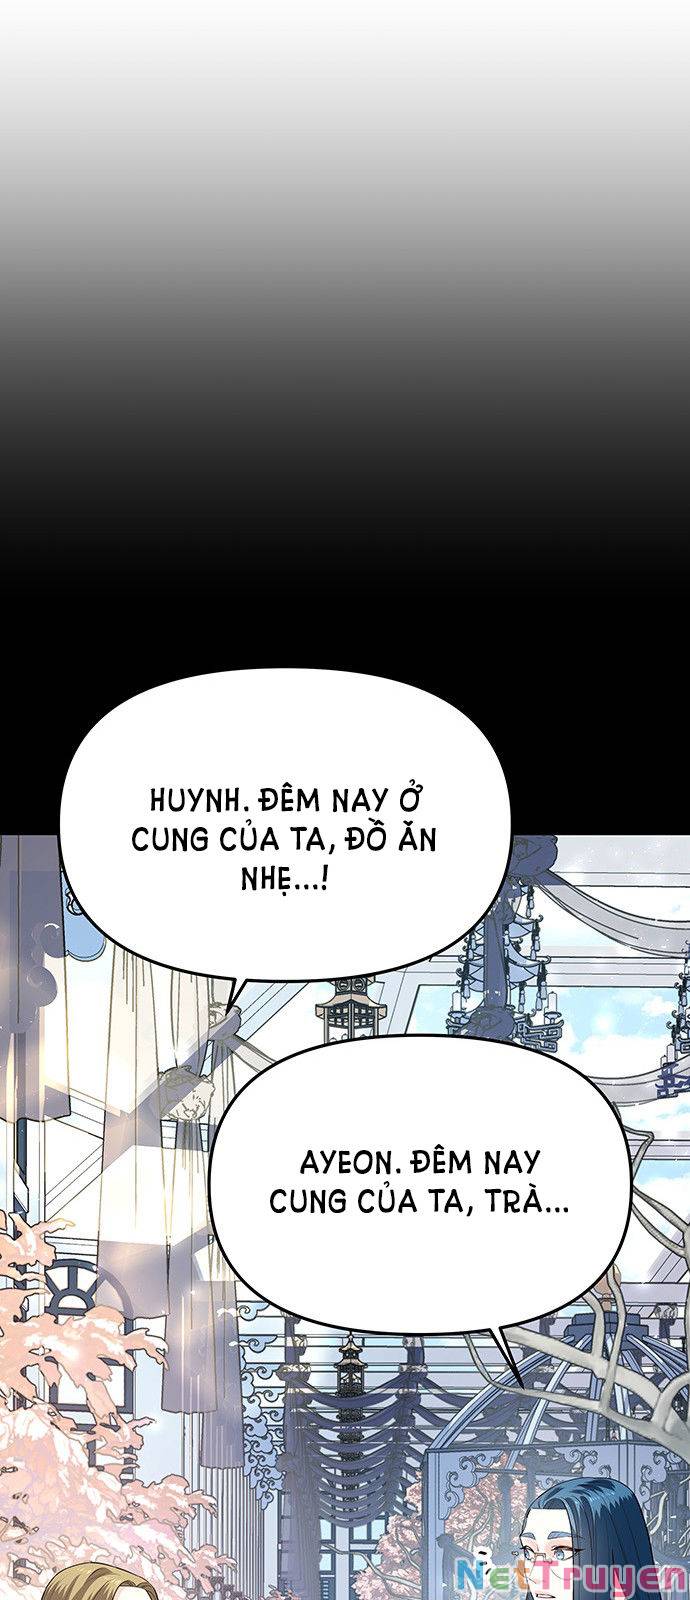 HUYNH. ĐÊM NAY Ở
CUNG CỦA TA, ĐỒ ĂN
NHẸ...!
AYEON. ĐÊM NAY
CUNG CỦA TA, TRÀ...
NetTruyen